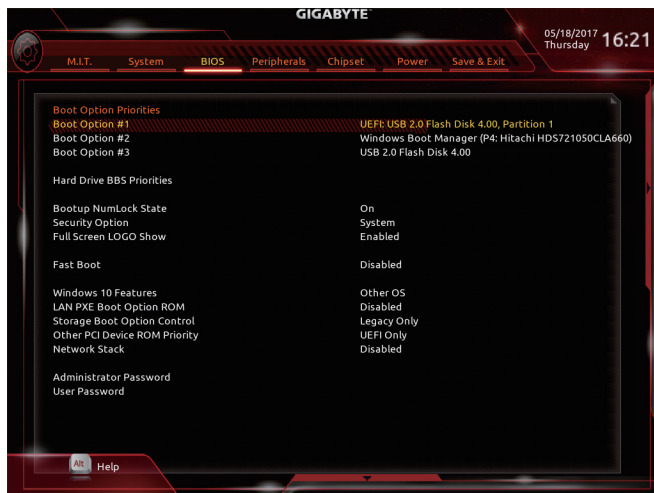 GIGABYTE
05/18/2017 16:21
Thursday
M.I.T. System BIOS Peripherals Chipset Power Save & Exit
Boot Option Priorities
Boot Option #1 UEFI: USB 2.0 Flash Disk 4.00, Partition 1
Boot Option #2 Windows Boot Manager (P4: Hitachi HDS721050CLA660)
Boot Option #3 USB 2.0 Flash Disk 4.00
Hard Drive BBS Priorities
Bootup NumLock State On
Security Option System
Full Screen LOGO Show Enabled
Fast Boot Disabled
Windows 10 Features Other OS
LAN PXE Boot Option ROM Disabled
Storage Boot Option Control Legacy Only
Other PCI Device ROM Priority UEFI Only
Network Stack Disabled
Administrator Password
User Password
Alt Help